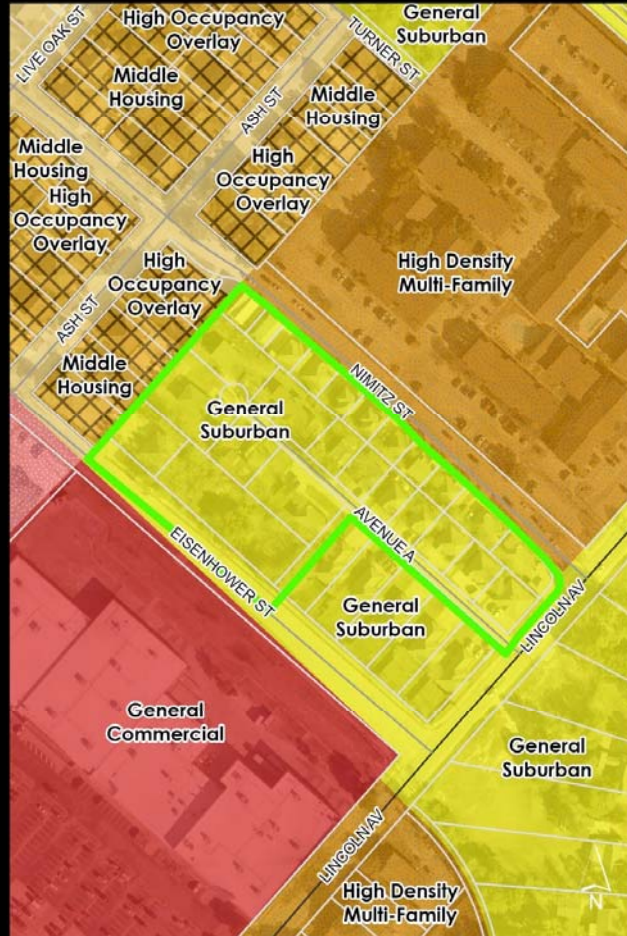 LIVE OAK ST
High Occupancy
Overlay
General
Suburban
TURNER ST
Middle
Housing
ASH ST
Middle
Housing
Middle
Housing
High
Occupancy
Overlay
High
Occupancy
Overlay
High
Occupancy
Overlay
High Density
Multi-Family
ASH ST
Middle
Housing
NIMITZ ST
General
Suburban
AVENUE A
EISENHOWER ST
General
Suburban
LINCOLN AV
General
Commercial
General
Suburban
LINCOLN AV
High Density
Multi-Family
N